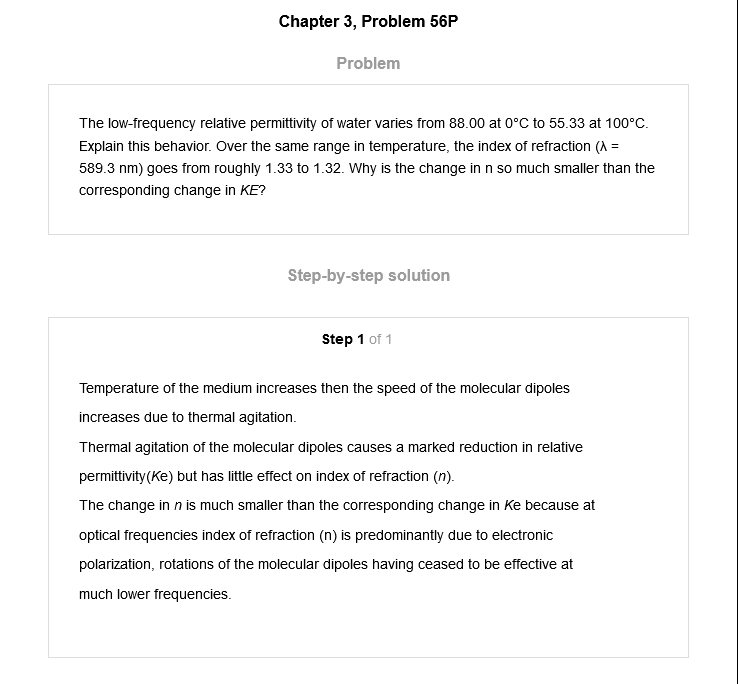 Chapter 3, Problem 56P
Problem
The low-frequency relative permittivity of water varies from 88.00 at 0°C to 55.33 at 100°C.
Explain this behavior. Over the same range in temperature, the index of refraction (λ =
589.3 nm) goes from roughly 1.33 to 1.32. Why is the change in n so much smaller than the
corresponding change in KE?
Step-by-step solution
Step 1 of 1
Temperature of the medium increases then the speed of the molecular dipoles
increases due to thermal agitation.
Thermal agitation of the molecular dipoles causes a marked reduction in relative
permittivity(Ke) but has little effect on index of refraction (n).
The change in n is much smaller than the corresponding change in Ke because at
optical frequencies index of refraction (n) is predominantly due to electronic
polarization, rotations of the molecular dipoles having ceased to be effective at
much lower frequencies.